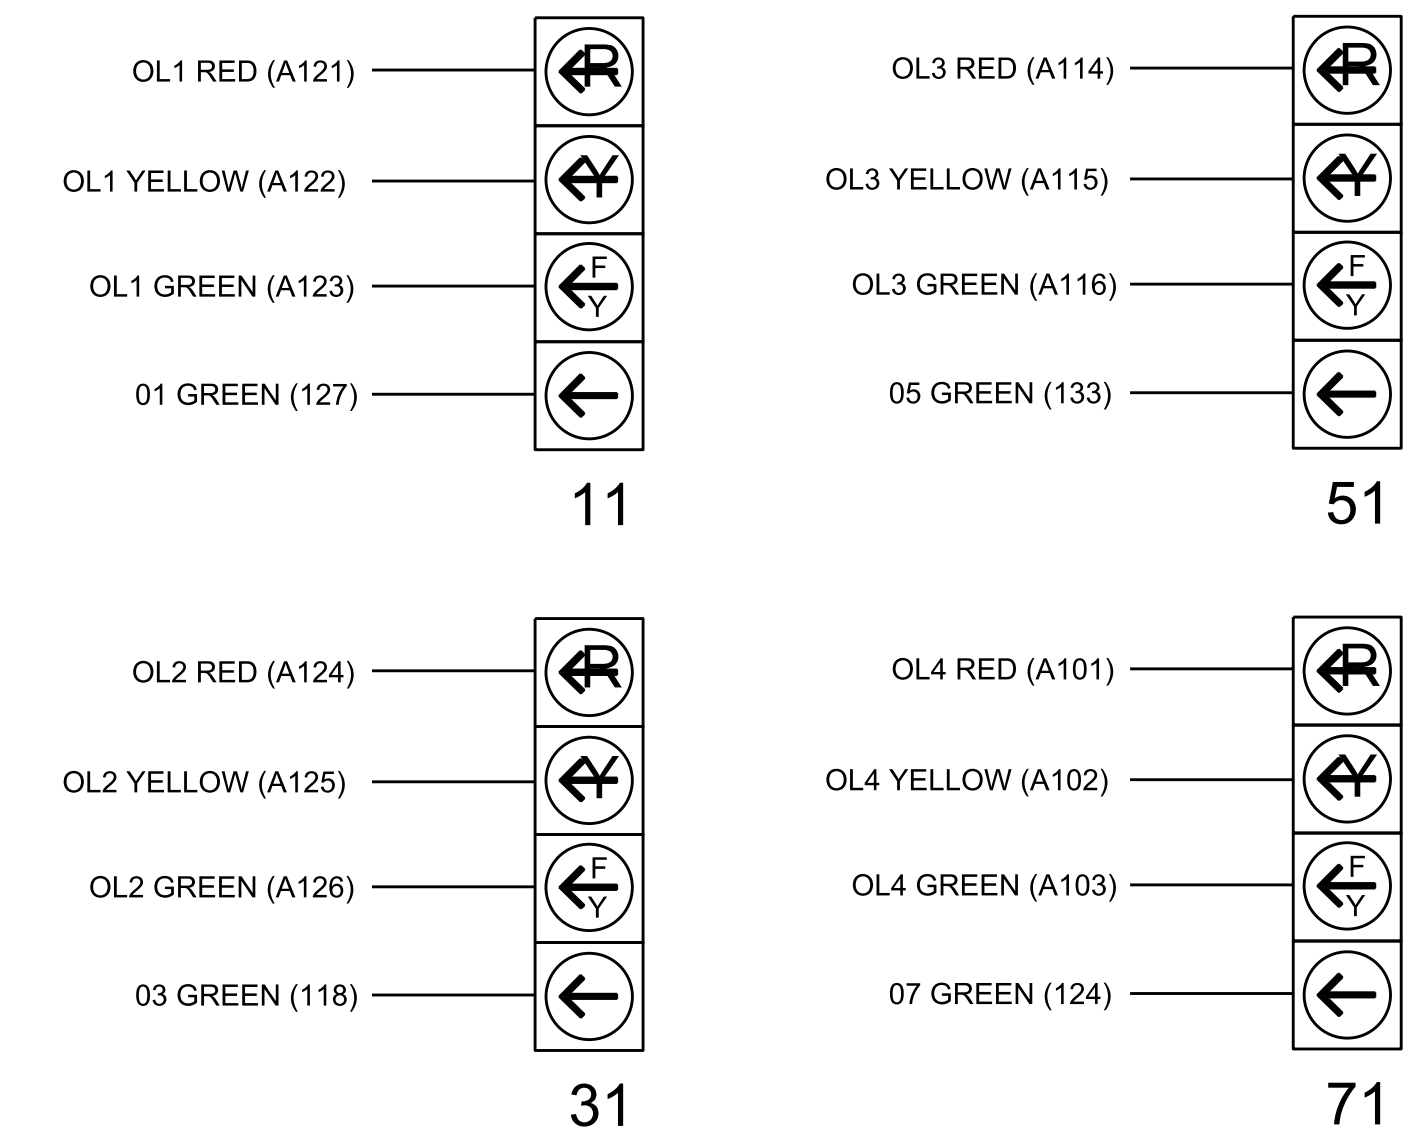 OL1 RED (A121)
R
OL1 YELLOW (A122)
Y
OL1 GREEN (A123)
F
Y
01 GREEN (127)
11
OL3 RED (A114)
R
OL3 YELLOW (A115)
Y
OL3 GREEN (A116)
F
Y
05 GREEN (133)
51
OL2 RED (A124)
R
OL2 YELLOW (A125)
Y
OL2 GREEN (A126)
F
Y
03 GREEN (118)
31
OL4 RED (A101)
R
OL4 YELLOW (A102)
Y
OL4 GREEN (A103)
F
Y
07 GREEN (124)
71